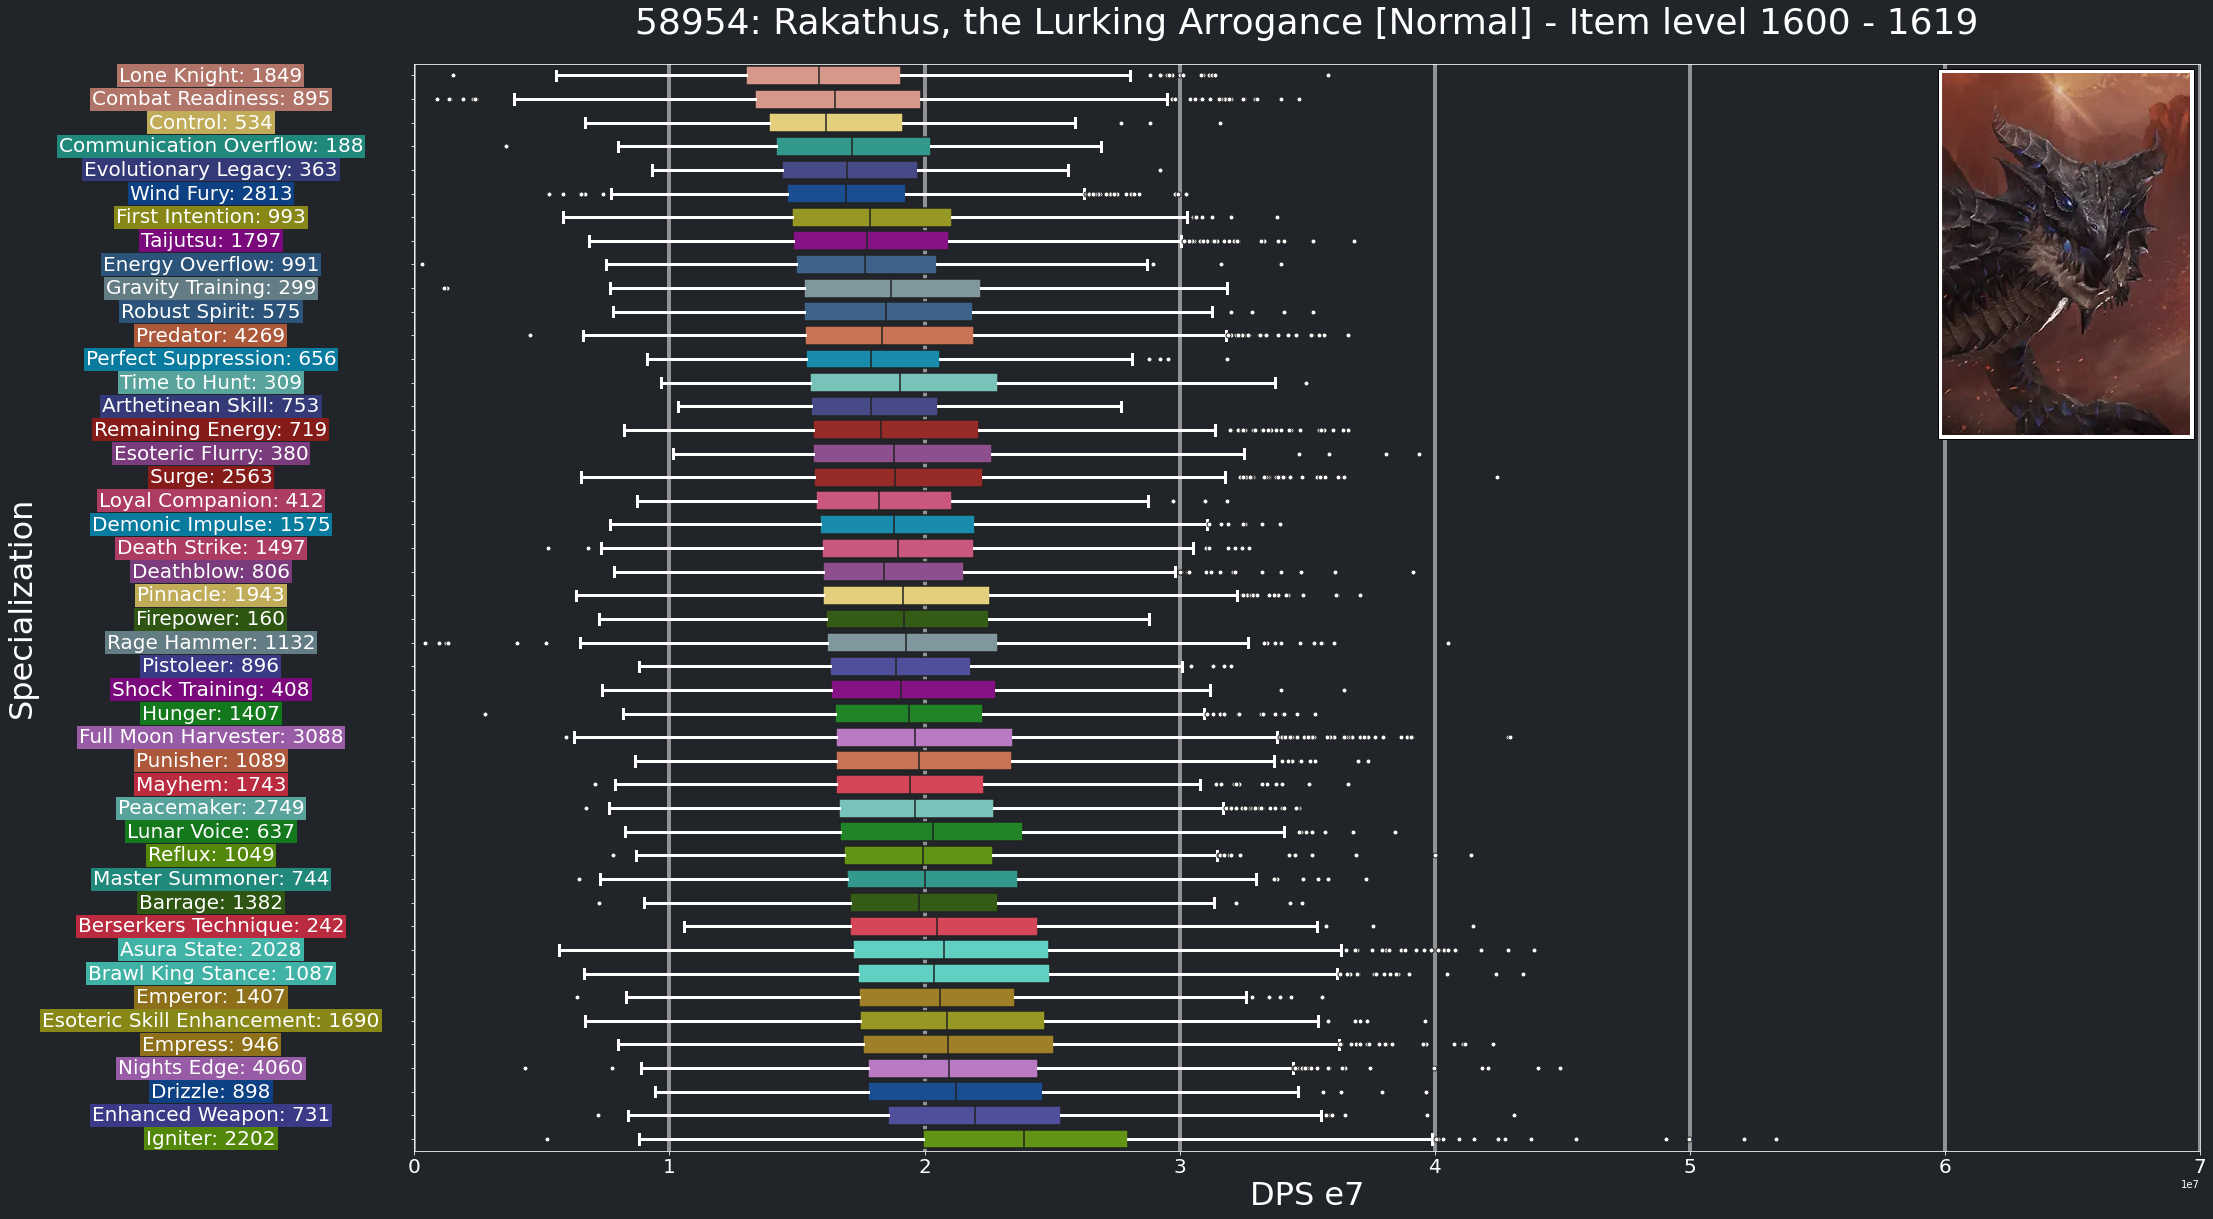 58954: Rakathus, the Lurking Arrogance [Normal] - Item level 1600 - 1619
Specialization
Lone Knight: 1849
Combat Readiness: 895
Control: 534
Communication Overflow: 188
Evolutionary Legacy: 363
Wind Fury: 2813
First Intention: 993
Taijutsu: 1797
Energy Overflow: 991
Gravity Training: 299
Robust Spirit: 575
Predator: 4269
Perfect Suppression: 656
Time to Hunt: 309
Arthetinean Skill: 753
Remaining Energy: 719
Esoteric Flurry: 380
Surge: 2563
Loyal Companion: 412
Demonic Impulse: 1575
Death Strike: 1497
Deathblow: 806
Pinnacle: 1943
Firepower: 160
Rage Hammer: 1132
Pistoleer: 896
Shock Training: 408
Hunger: 1407
Full Moon Harvester: 3088
Punisher: 1089
Mayhem: 1743
Peacemaker: 2749
Lunar Voice: 637
Reflux: 1049
Master Summoner: 744
Barrage: 1382
Berserkers Technique: 242
Asura State: 2028
Brawl King Stance: 1087
Emperor: 1407
Esoteric Skill Enhancement: 1690
Empress: 946
Nights Edge: 4060
Drizzle: 898
Enhanced Weapon: 731
Igniter: 2202
0 1 2 3 4 5 6 7
DPS e7
1e7